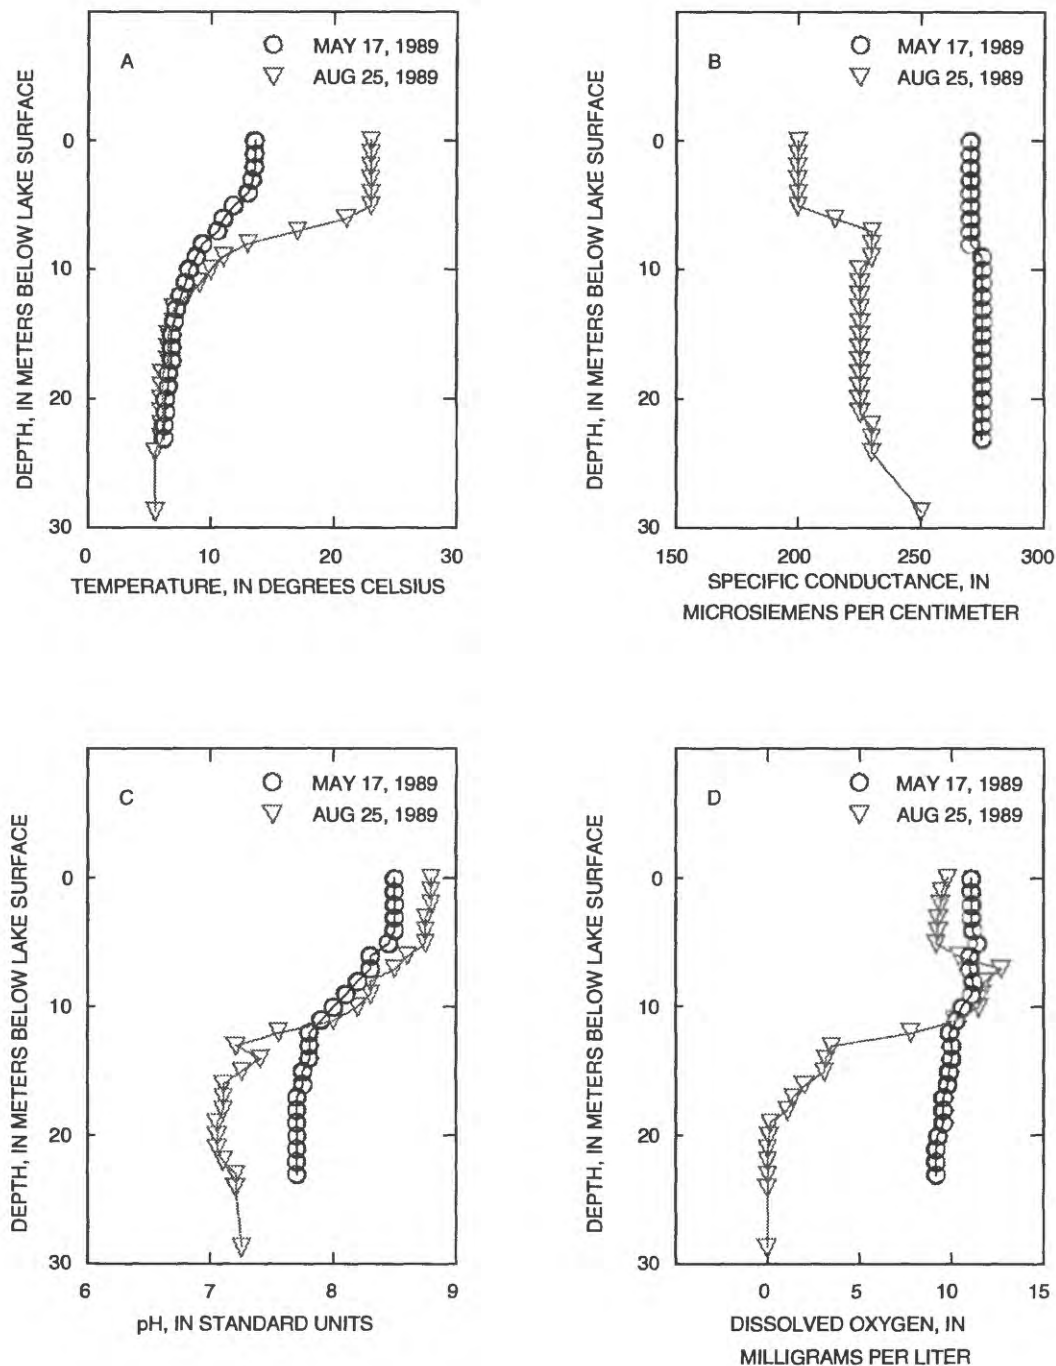 A
MAY 17, 1989
AUG 25, 1989
DEPTH, IN METERS BELOW LAKE SURFACE
0
10
20
30
0
10
20
30
TEMPERATURE, IN DEGREES CELSIUS
B
MAY 17, 1989
AUG 25, 1989
DEPTH, IN METERS BELOW LAKE SURFACE
0
10
20
30
150
200
250
300
SPECIFIC CONDUCTANCE, IN
MICROSIEMENS PER CENTIMETER
C
MAY 17, 1989
AUG 25, 1989
DEPTH, IN METERS BELOW LAKE SURFACE
0
10
20
30
6
7
8
9
pH, IN STANDARD UNITS
D
MAY 17, 1989
AUG 25, 1989
DEPTH, IN METERS BELOW LAKE SURFACE
0
10
20
30
0
5
10
15
DISSOLVED OXYGEN, IN
MILLIGRAMS PER LITER